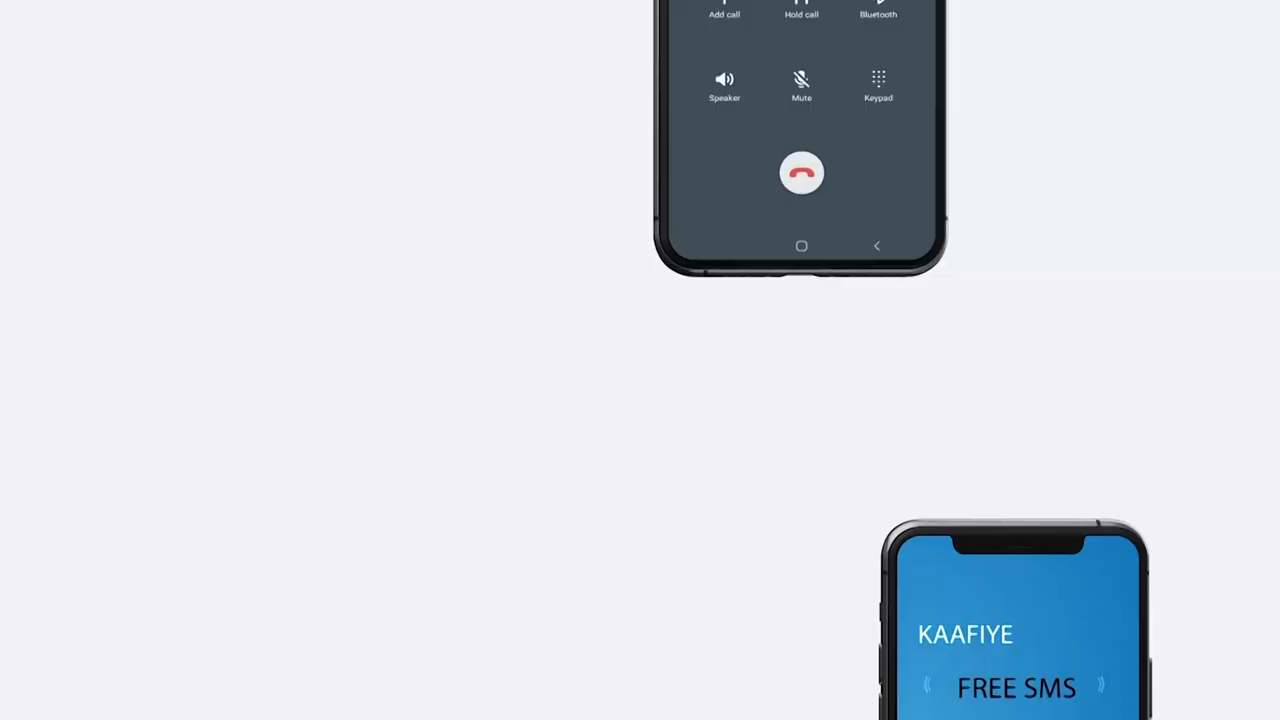 Add call Hold call Bluetooth
Speaker Mute Keypad
KAAFIYE
FREE SMS